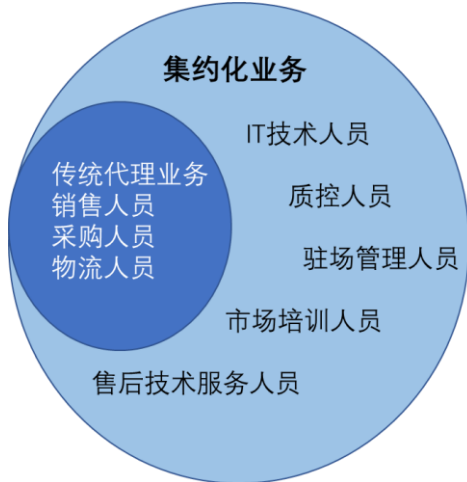 集约化业务
IT技术人员
传统代理业务
销售人员
采购人员
物流人员
质控人员
驻场管理人员
市场培训人员
售后技术服务人员